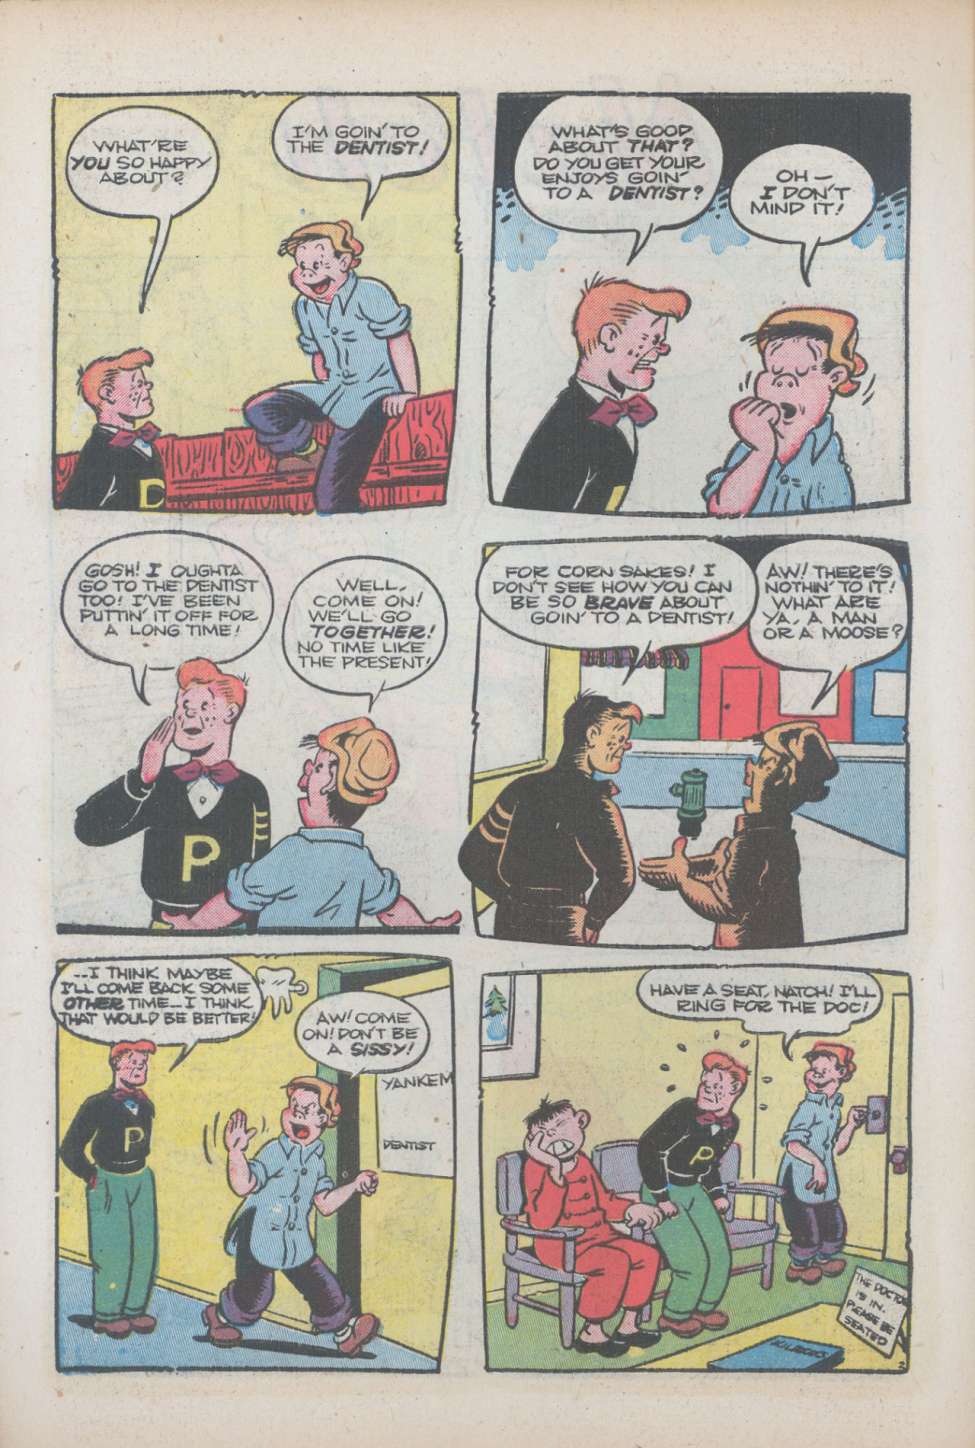 WHAT'RE
YOU SO HAPPY
ABOUT?
I'M GOIN' TO
THE DENTIST!
D
WHAT'S GOOD
ABOUT THAT?
DO YOU GET YOUR
ENJOYS GOIN'
TO A DENTIST?
OH—
I DON'T
MIND IT!
GOSH! I OUGHTA
GO TO THE DENTIST
TOO! I'VE BEEN
PUTTIN' IT OFF FOR
A LONG TIME!
WELL,
COME ON!
WE'LL GO
TOGETHER!
NO TIME LIKE
THE PRESENT!
P
FOR CORN SAKES! I
DON'T SEE HOW YOU CAN
BE SO BRAVE ABOUT
GOIN' TO A DENTIST!
AW! THERE'S
NOTHIN' TO IT!
WHAT ARE
YA, A MAN
OR A MOOSE?
--I THINK MAYBE
I'LL COME BACK SOME
OTHER TIME—I THINK
THAT WOULD BE BETTER!
AW! COME
ON! DON'T BE
A SISSY!
YANKEM
DENTIST
P
HAVE A SEAT, NATCH! I'LL
RING FOR THE DOC!
P
THE DOCTOR
IS IN.
PLEASE BE
SEATED
2